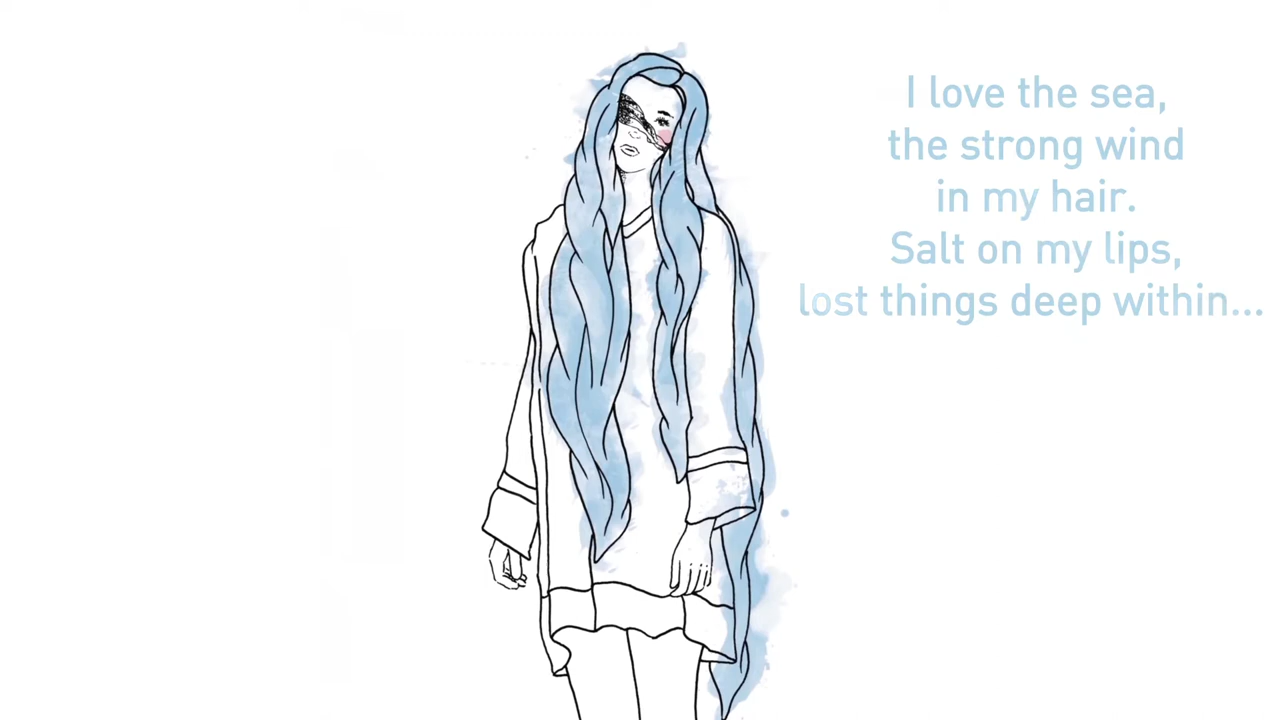 I love the sea,
the strong wind
in my hair.
Salt on my lips,
lost things deep within...